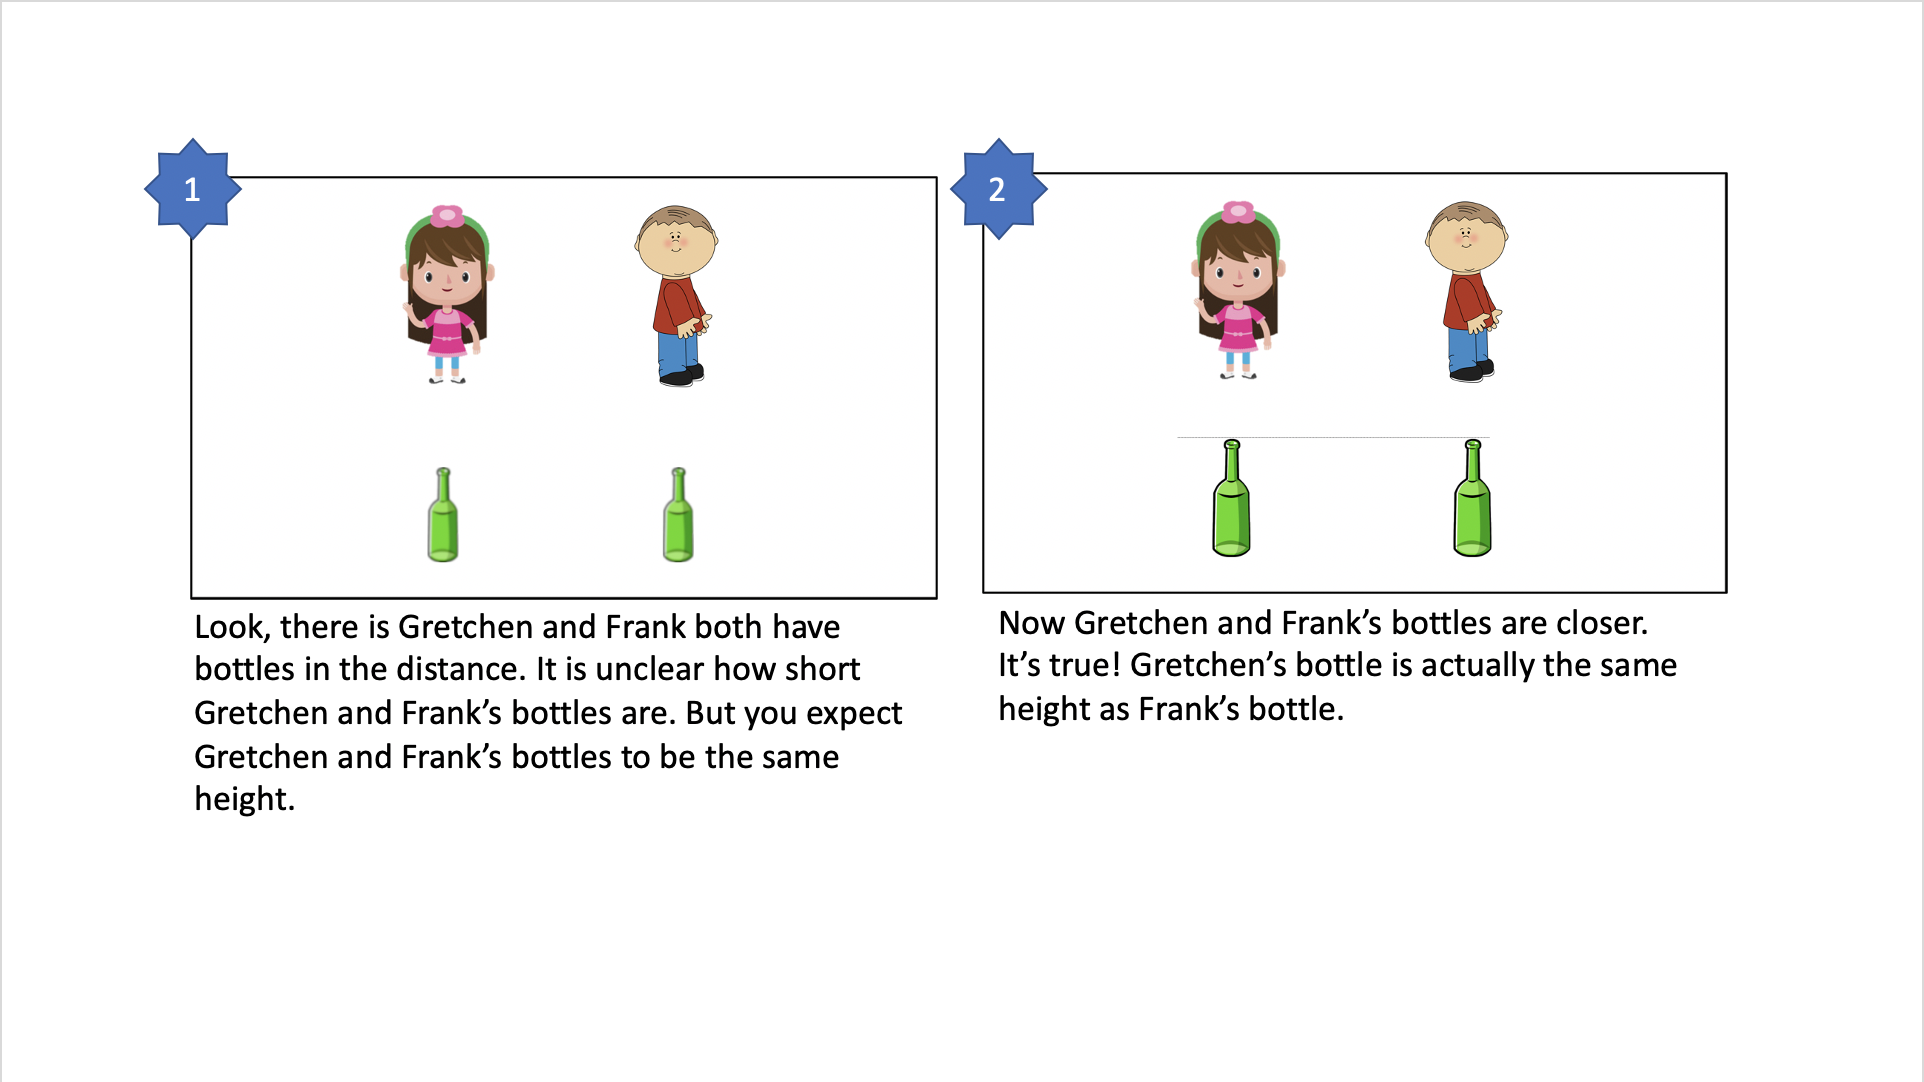 1
Look, there is Gretchen and Frank both have
bottles in the distance. It is unclear how short
Gretchen and Frank’s bottles are. But you expect
Gretchen and Frank’s bottles to be the same
height.
2
Now Gretchen and Frank’s bottles are closer.
It’s true! Gretchen’s bottle is actually the same
height as Frank’s bottle.